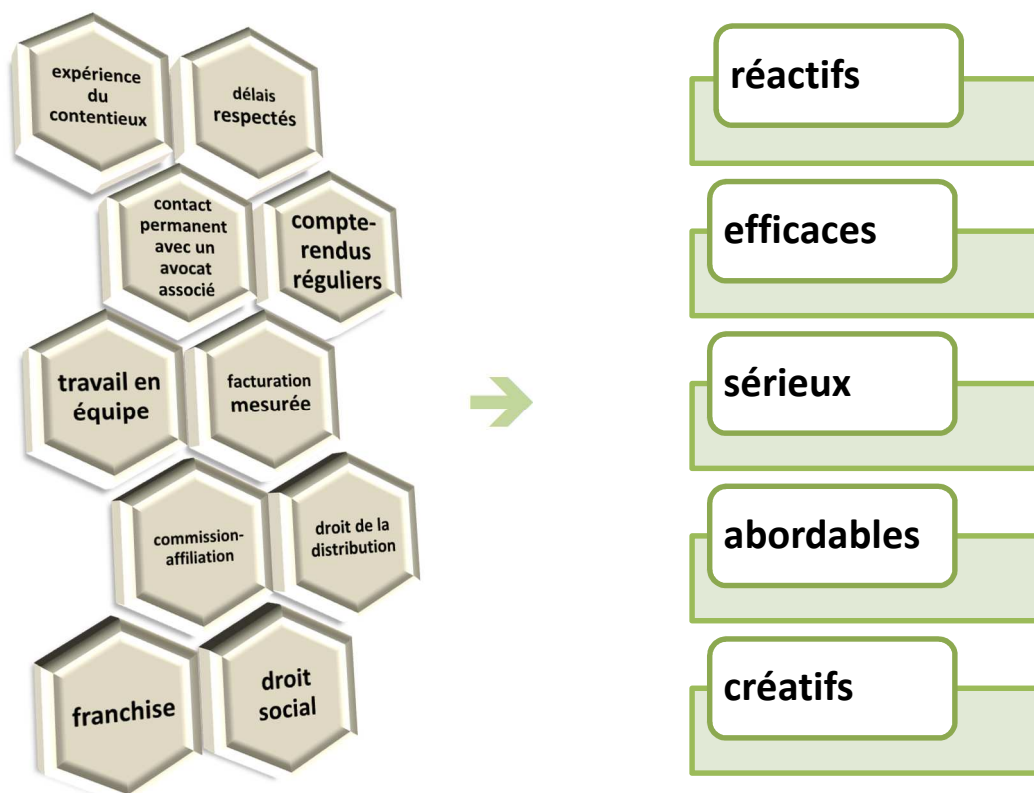 expérience
du
contentieux
délais
respectés
contact
permanent
avec un
avocat
associé
compte-
rendus
réguliers
travail en
équipe
facturation
mesurée
commission-
affiliation
droit de la
distribution
franchise
droit
social
réactifs
efficaces
sérieux
abordables
créatifs